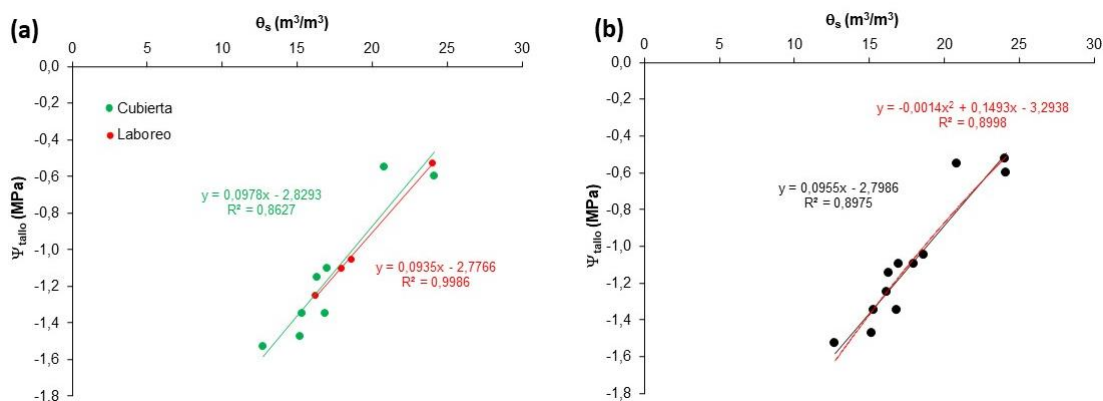 (a)
θs (m³/m³)
0 5 10 15 20 25 30
0,0
-0,2
-0,4
-0,6
-0,8
-1,0
-1,2
-1,4
-1,6
-1,8
Ψtallo (MPa)
Cubierta
Laboreo
y = 0,0978x - 2,8293
R² = 0,8627
y = 0,0935x - 2,7766
R² = 0,9986
(b)
θs (m³/m³)
0 5 10 15 20 25 30
0,0
-0,2
-0,4
-0,6
-0,8
-1,0
-1,2
-1,4
-1,6
-1,8
Ψtallo (MPa)
y = -0,0014x² + 0,1493x - 3,2938
R² = 0,8998
y = 0,0955x - 2,7986
R² = 0,8975